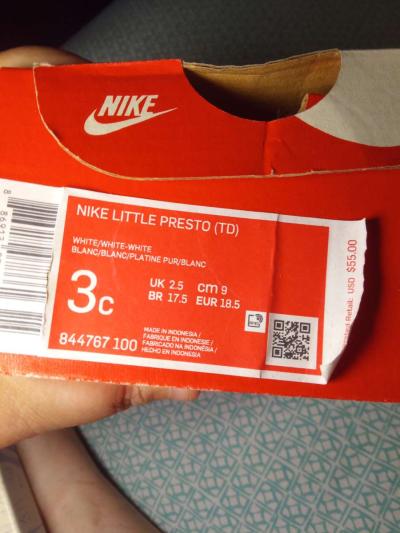 NIKE
NIKE LITTLE PRESTO (TD)
WHITE/WHITE-WHITE
BLANC/BLANC/PLATINE PUR/BLANC
3c
UK 2.5 cm 9
BR 17.5 EUR 18.5
844767 100
MADE IN INDONESIA /
FABRIQUE EN INDONESIE /
FABRICADO NA INDONÉSIA /
HECHO EN INDONESIA
Retail: USD $55.00